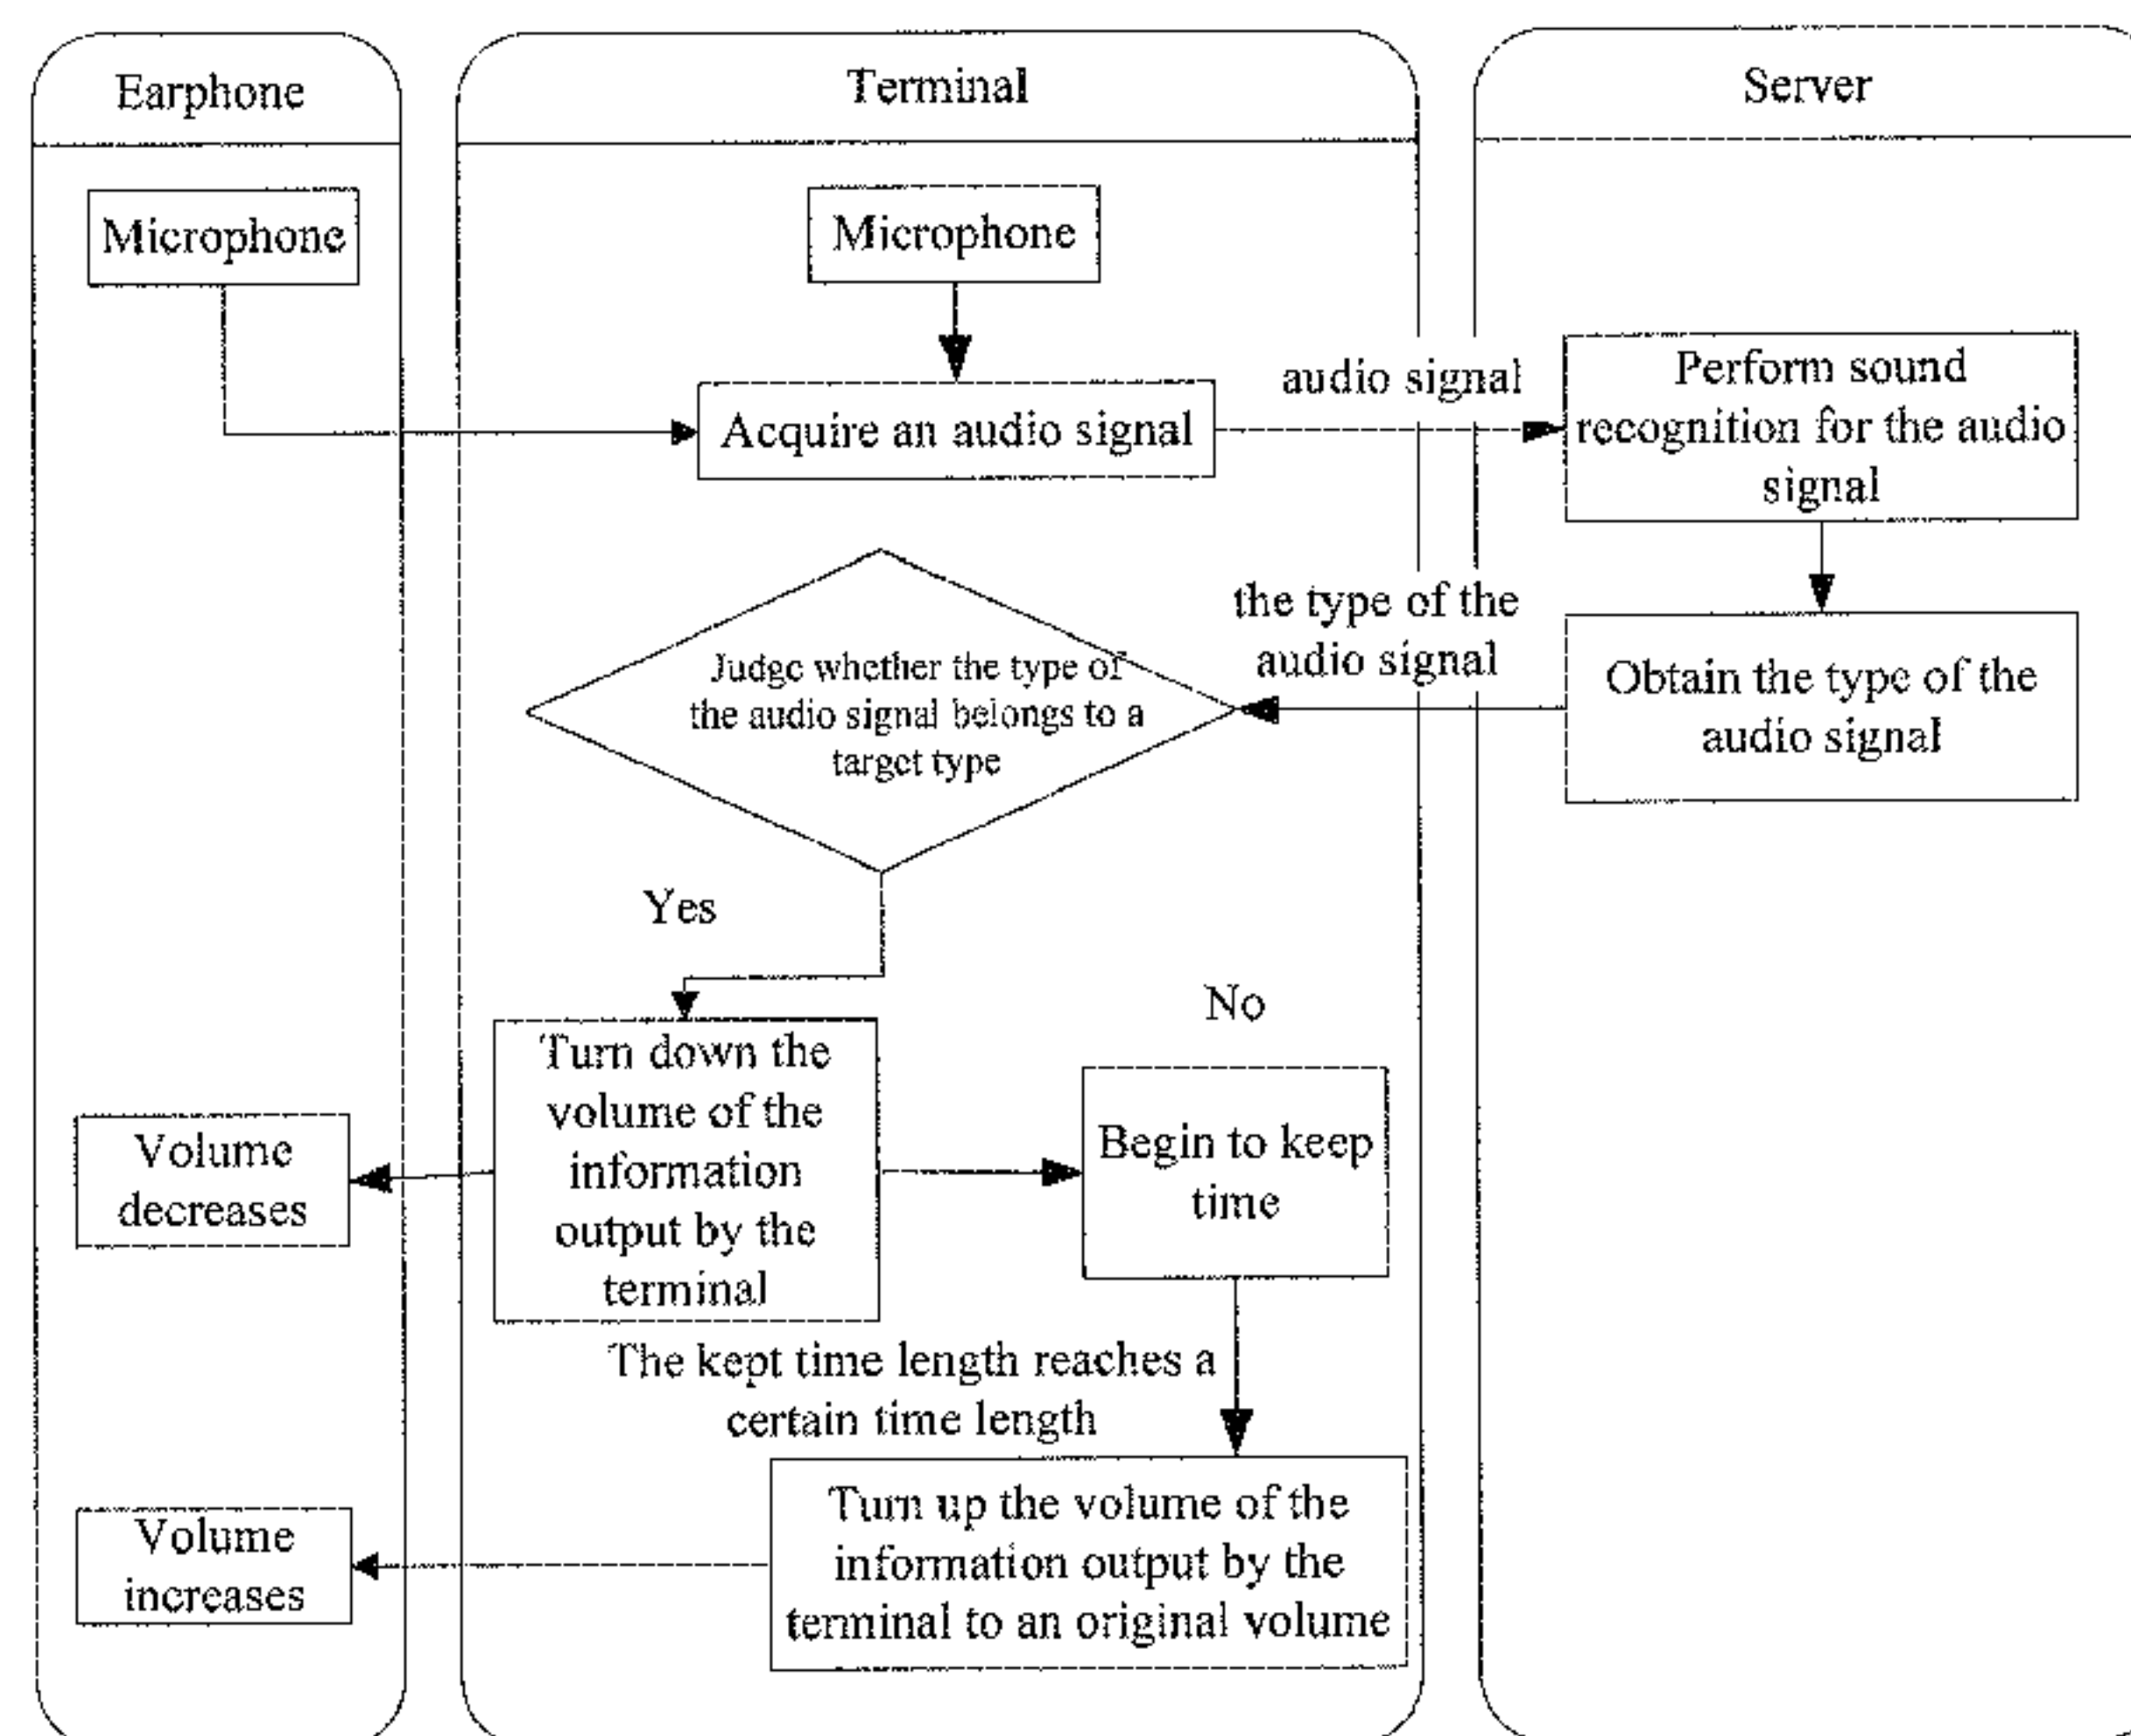 Earphone
Terminal
Server
Microphone
Microphone
audio signal
Acquire an audio signal
Perform sound
recognition for the audio
signal
the type of the
audio signal
Judge whether the type of
the audio signal belongs to a
target type
Obtain the type of the
audio signal
Yes
No
Turn down the
volume of the
information
output by the
terminal
Begin to keep
time
Volume
decreases
The kept time length reaches a
certain time length
Turn up the volume of the
information output by the
terminal to an original volume
Volume
increases